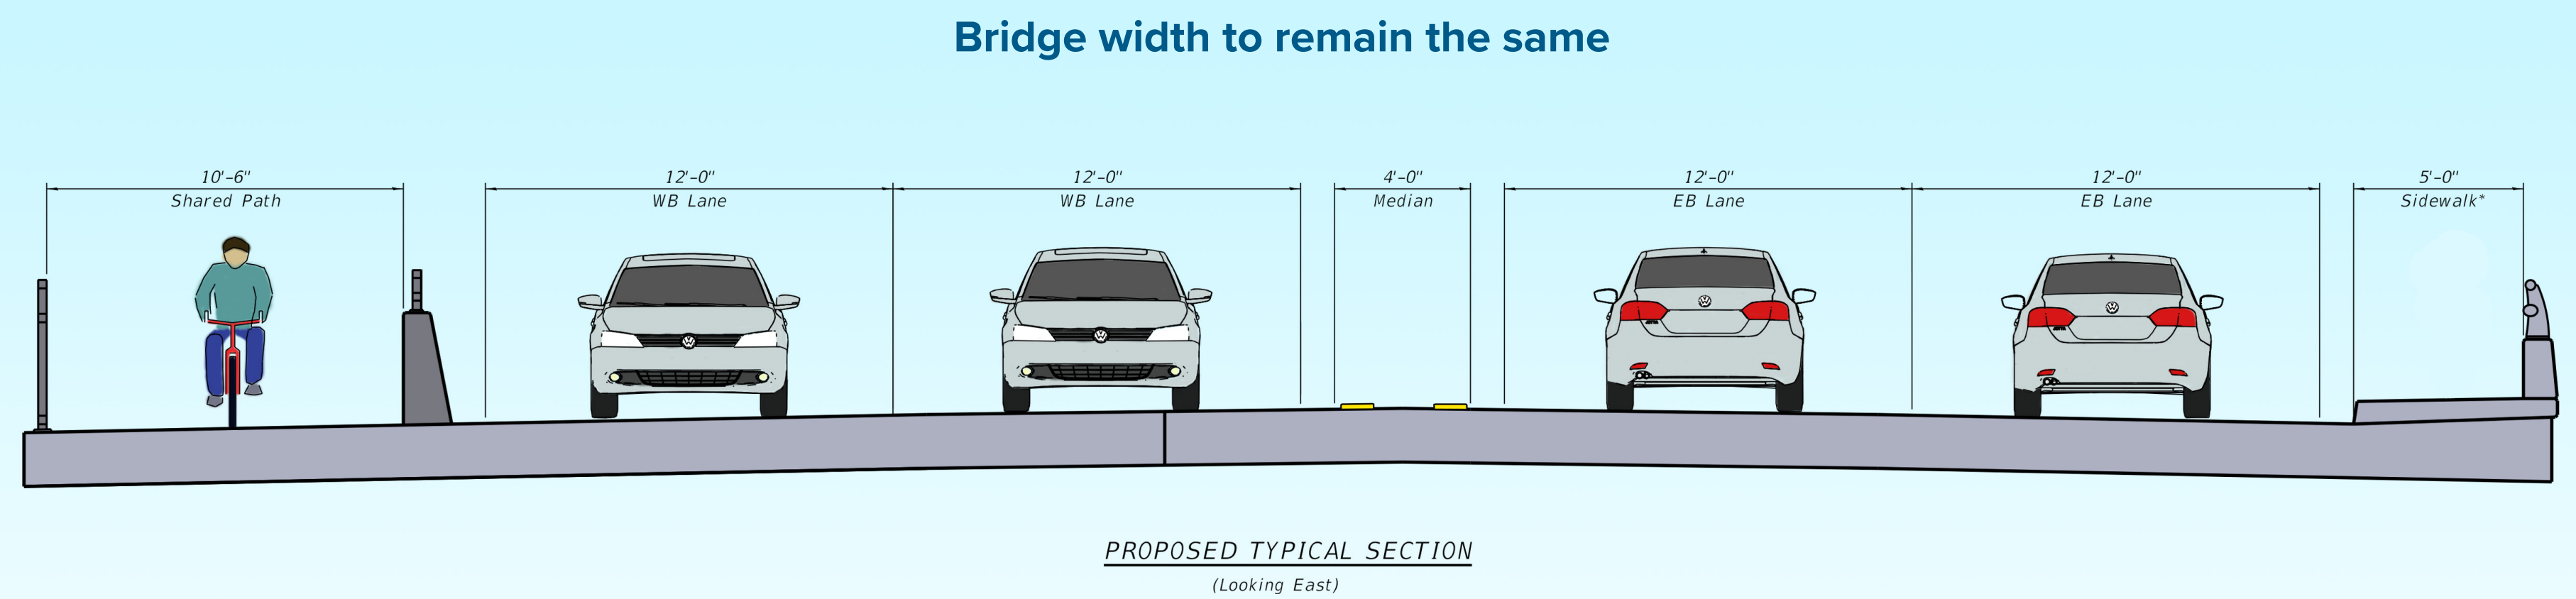 Bridge width to remain the same
10'-6" 12'-0" 12'-0" 4'-0" 12'-0" 12'-0" 5'-0"
Shared Path WB Lane WB Lane Median EB Lane EB Lane Sidewalk*
PROPOSED TYPICAL SECTION
(Looking East)